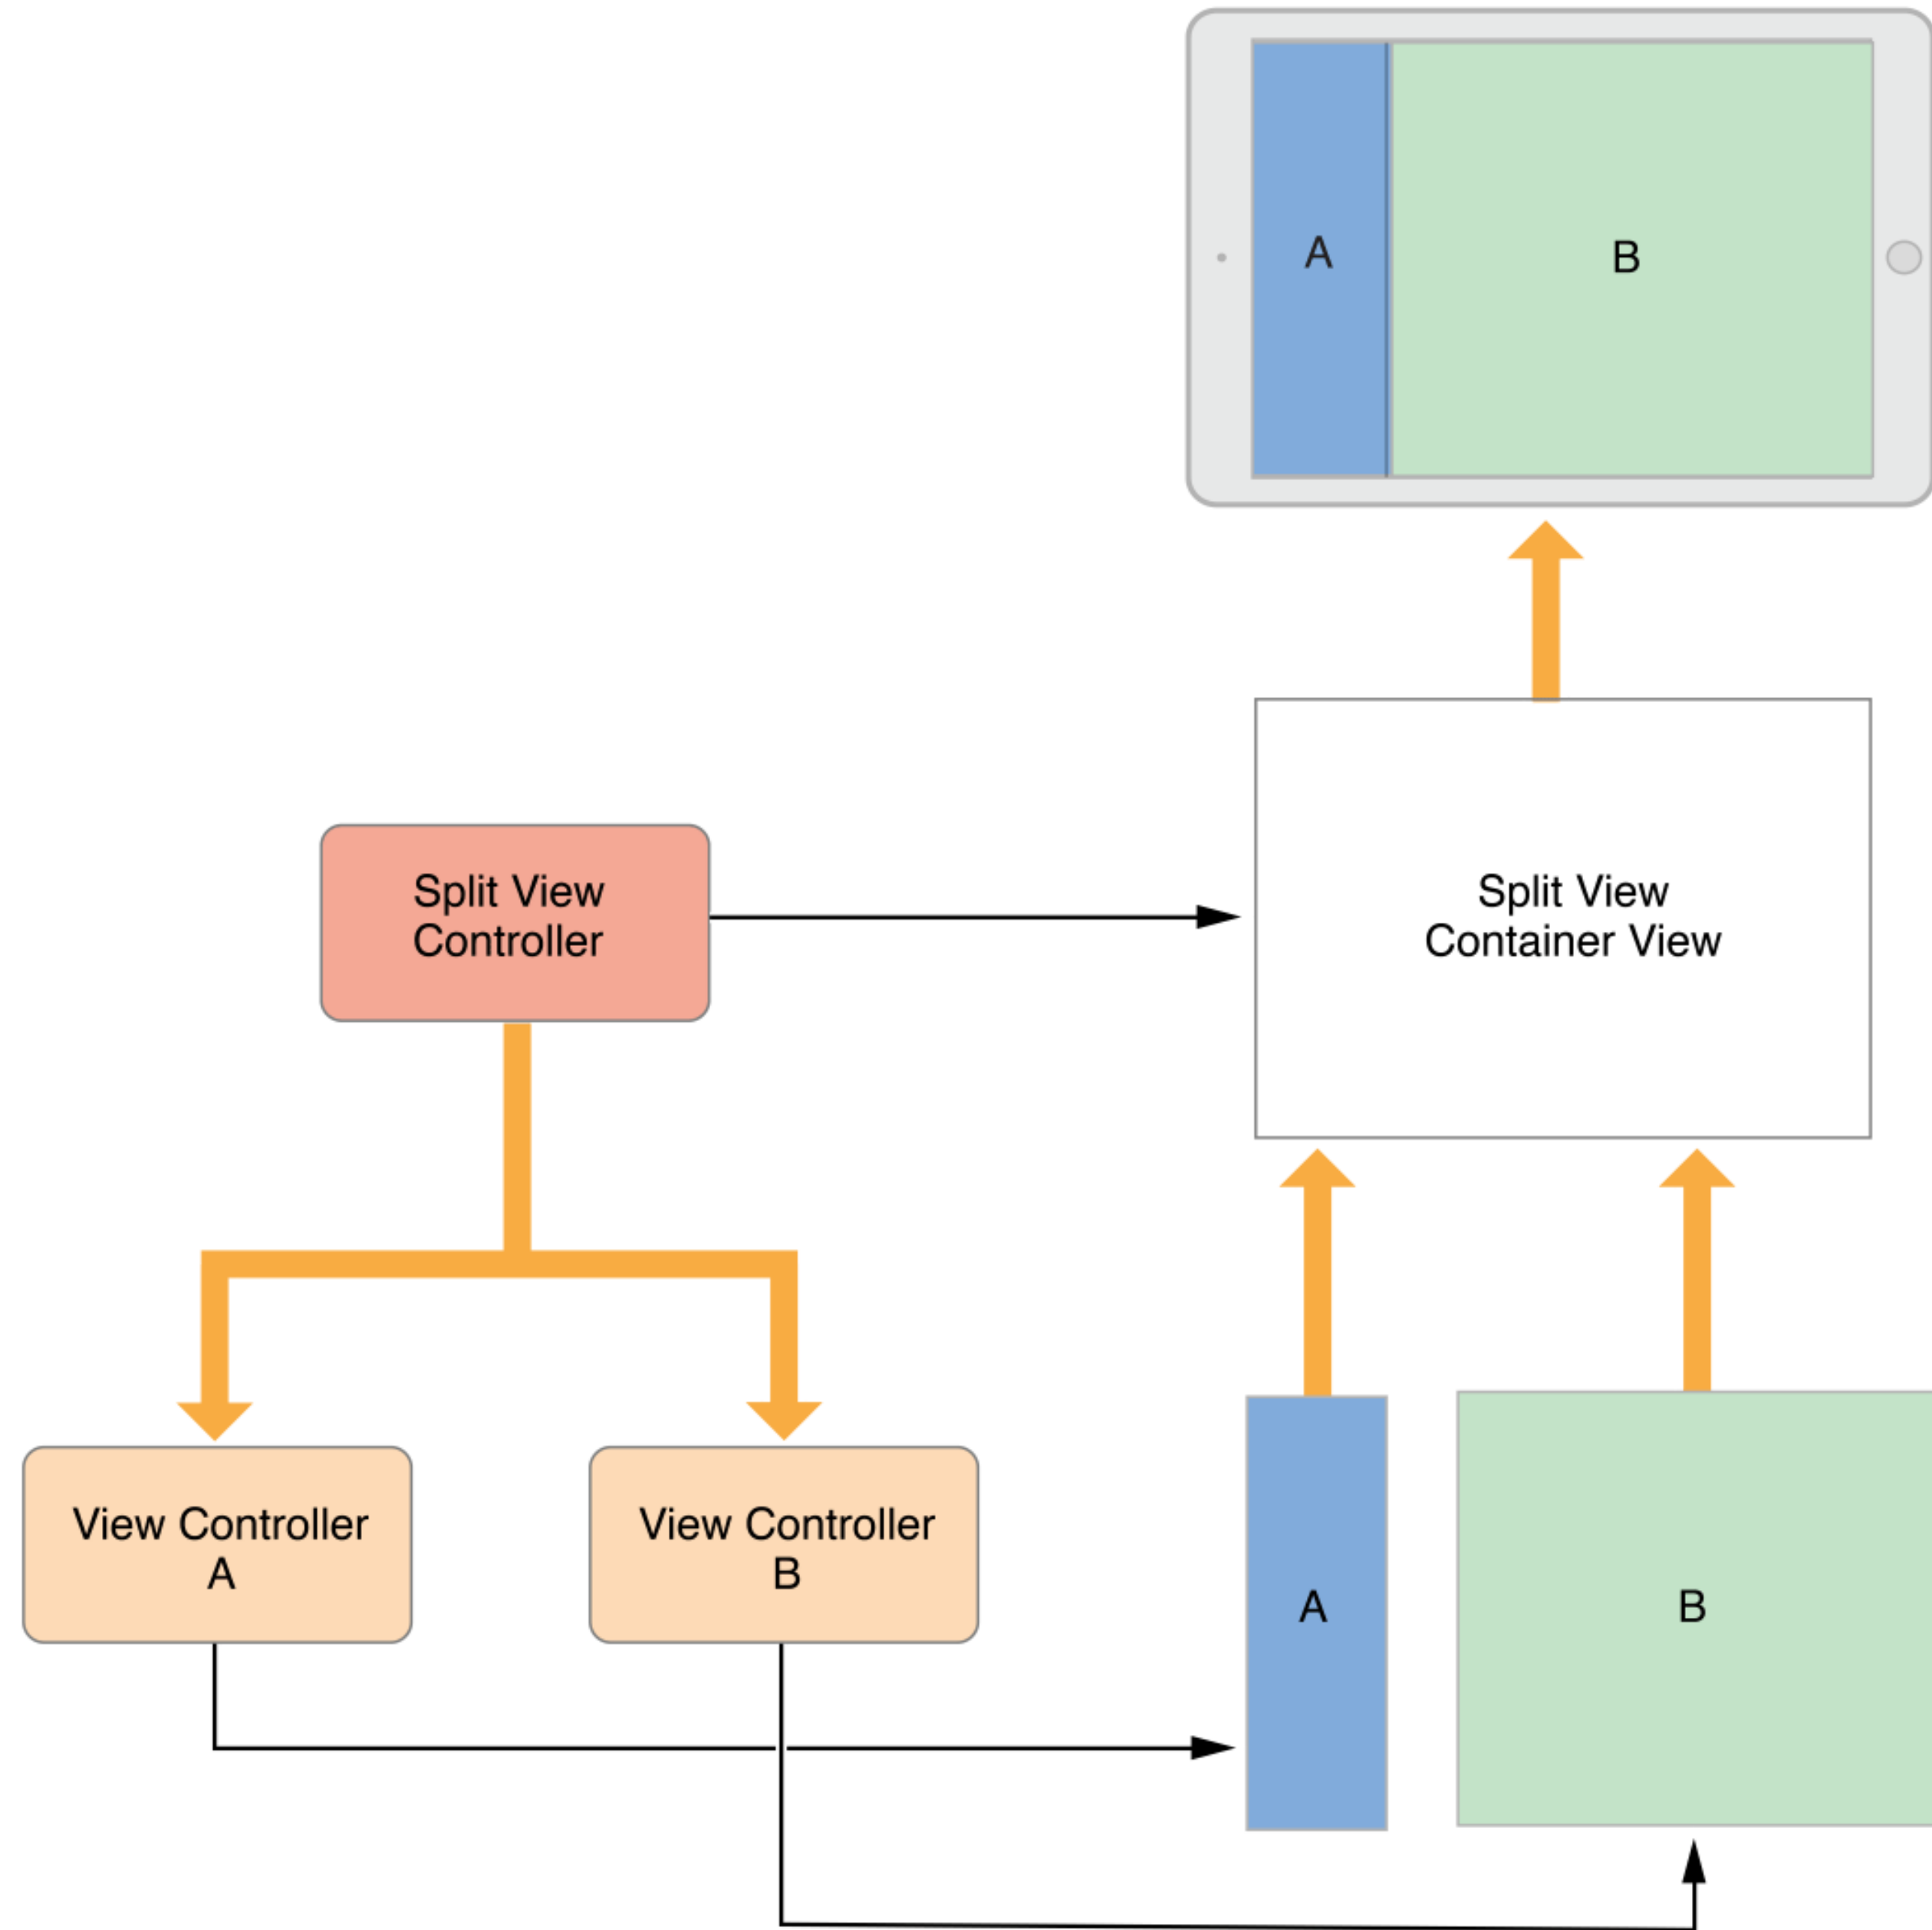 A
B
Split View
Controller
Split View
Container View
View Controller
A
View Controller
B
A
B